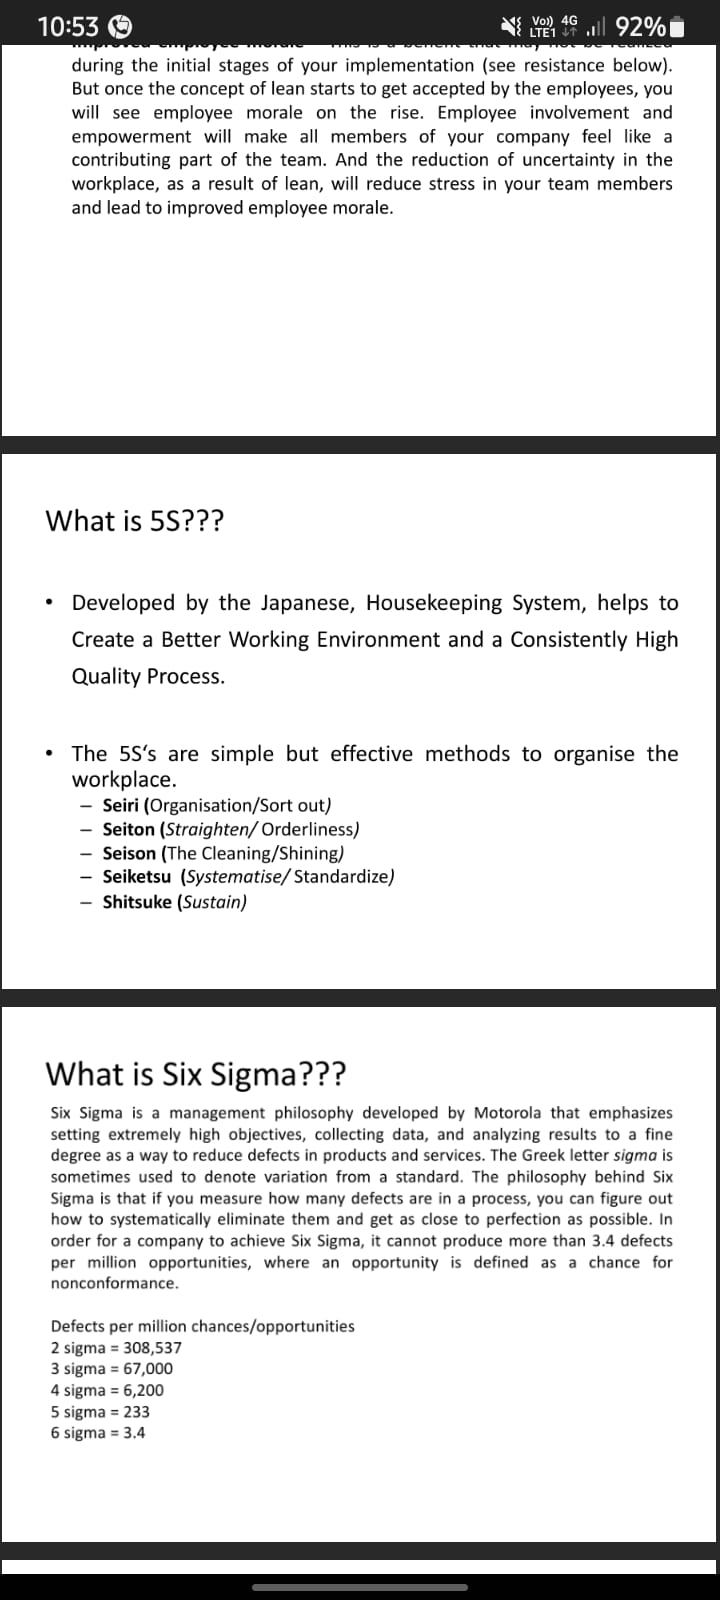 10:53
Vo)) 4G
LTE1 92%
during the initial stages of your implementation (see resistance below).
But once the concept of lean starts to get accepted by the employees, you
will see employee morale on the rise. Employee involvement and
empowerment will make all members of your company feel like a
contributing part of the team. And the reduction of uncertainty in the
workplace, as a result of lean, will reduce stress in your team members
and lead to improved employee morale.
What is 5S???
• Developed by the Japanese, Housekeeping System, helps to
Create a Better Working Environment and a Consistently High
Quality Process.
• The 5S‘s are simple but effective methods to organise the
workplace.
– Seiri (Organisation/Sort out)
– Seiton (Straighten/ Orderliness)
– Seison (The Cleaning/Shining)
– Seiketsu (Systematise/ Standardize)
– Shitsuke (Sustain)
What is Six Sigma???
Six Sigma is a management philosophy developed by Motorola that emphasizes
setting extremely high objectives, collecting data, and analyzing results to a fine
degree as a way to reduce defects in products and services. The Greek letter sigma is
sometimes used to denote variation from a standard. The philosophy behind Six
Sigma is that if you measure how many defects are in a process, you can figure out
how to systematically eliminate them and get as close to perfection as possible. In
order for a company to achieve Six Sigma, it cannot produce more than 3.4 defects
per million opportunities, where an opportunity is defined as a chance for
nonconformance.
Defects per million chances/opportunities
2 sigma = 308,537
3 sigma = 67,000
4 sigma = 6,200
5 sigma = 233
6 sigma = 3.4